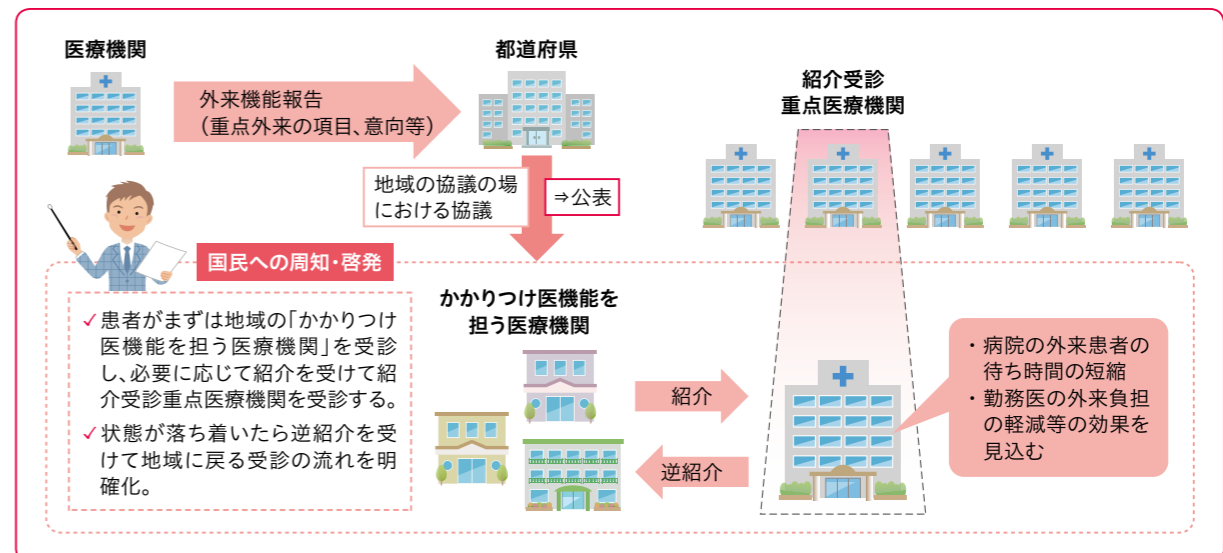 医療機関
都道府県
外来機能報告
（重点外来の項目、意向等）
紹介受診
重点医療機関
地域の協議の場
における協議
⇒公表
国民への周知・啓発
✓患者がまずは地域の「かかりつけ
医機能を担う医療機関」を受診
し、必要に応じて紹介を受けて紹
介受診重点医療機関を受診する。
✓状態が落ち着いたら逆紹介を受
けて地域に戻る受診の流れを明
確化。
かかりつけ医機能を
担う医療機関
紹介
逆紹介
・病院の外来患者の
待ち時間の短縮
・勤務医の外来負担
の軽減等の効果を
見込む